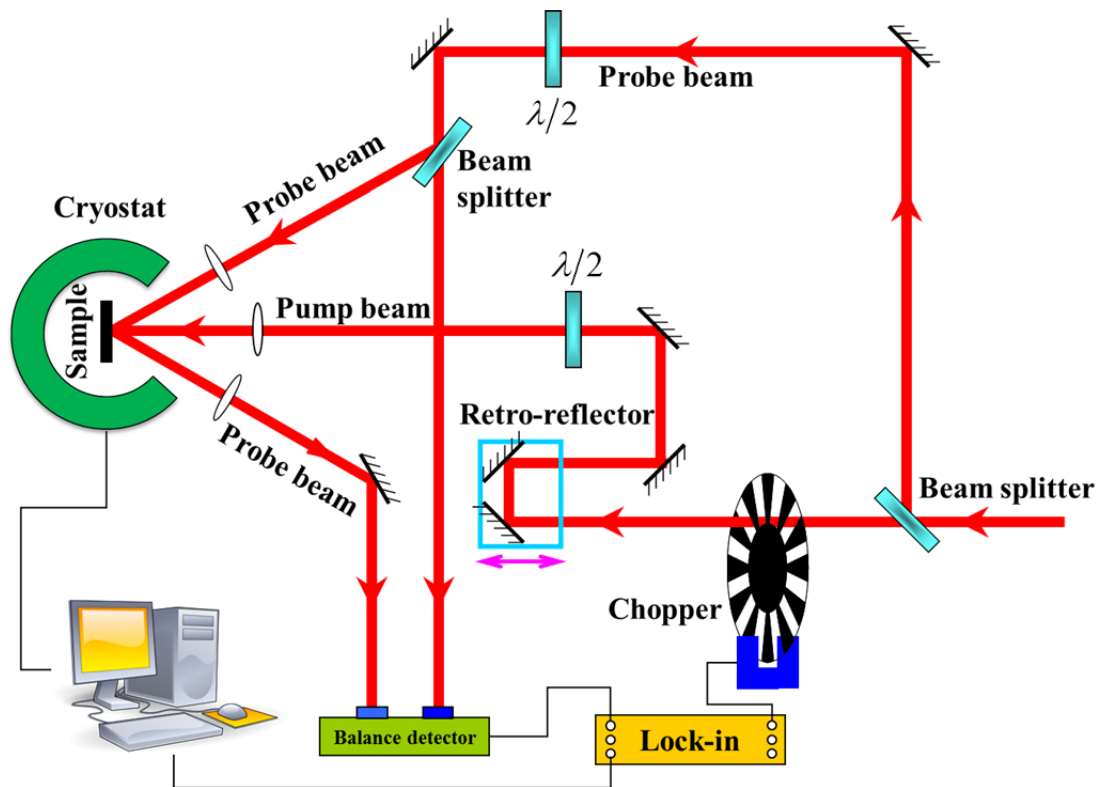 Probe beam
λ/2
Beam
splitter
Probe beam
Cryostat
λ/2
Pump beam
Sample
Retro-reflector
Probe beam
Beam splitter
Chopper
Balance detector
Lock-in